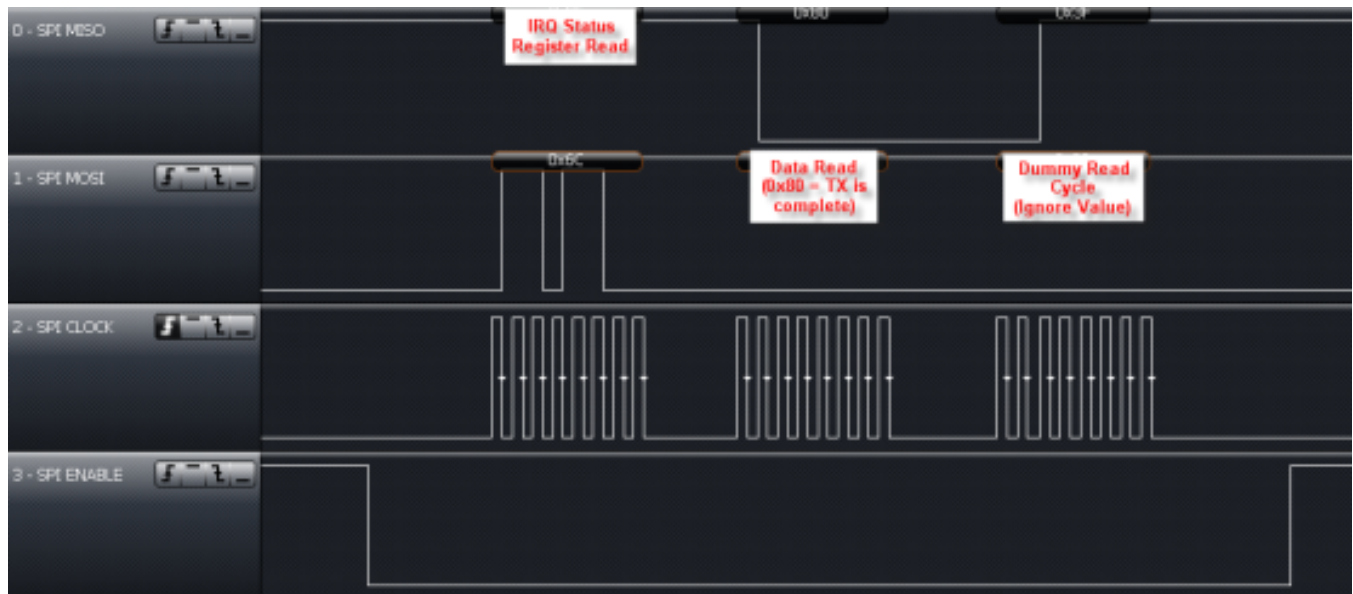 0 - SPI MISO
IRQ Status
Register Read
0x80
0x3F
1 - SPI MOSI
0x6C
Data Read
(0x80 – TX is
complete)
Dummy Read
Cycle
(Ignore Value)
2 - SPI CLOCK
3 - SPI ENABLE